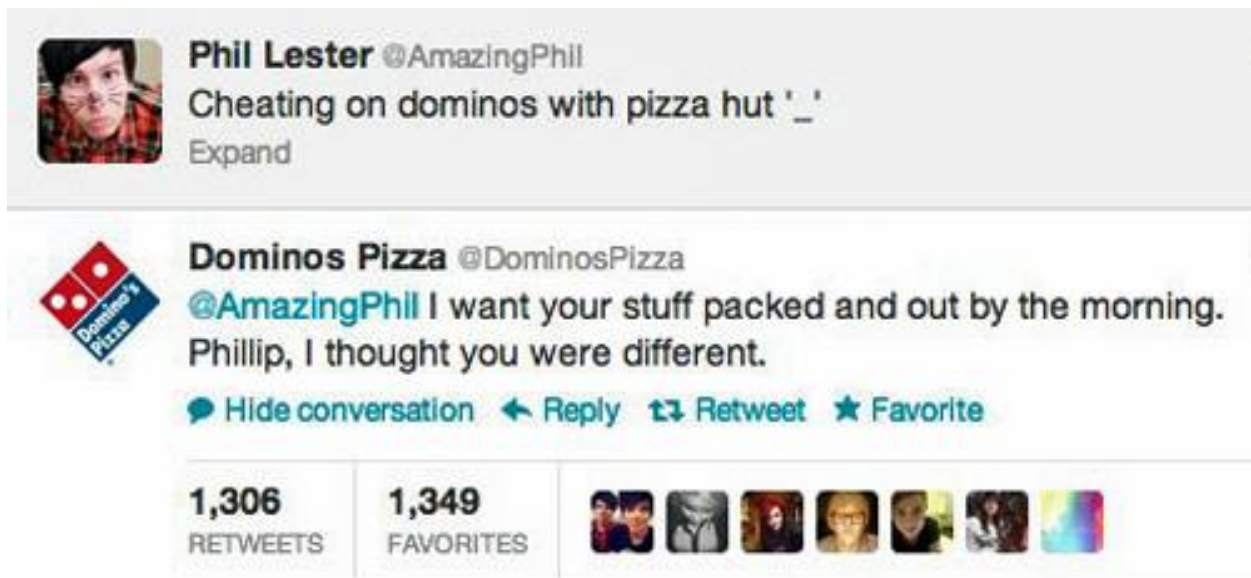 Phil Lester @AmazingPhil
Cheating on dominos with pizza hut '_'
Expand
Dominos Pizza @DominosPizza
Domino's
Pizza
@AmazingPhil I want your stuff packed and out by the morning.
Phillip, I thought you were different.
Hide conversation Reply Retweet Favorite
1,306 1,349
RETWEETS FAVORITES